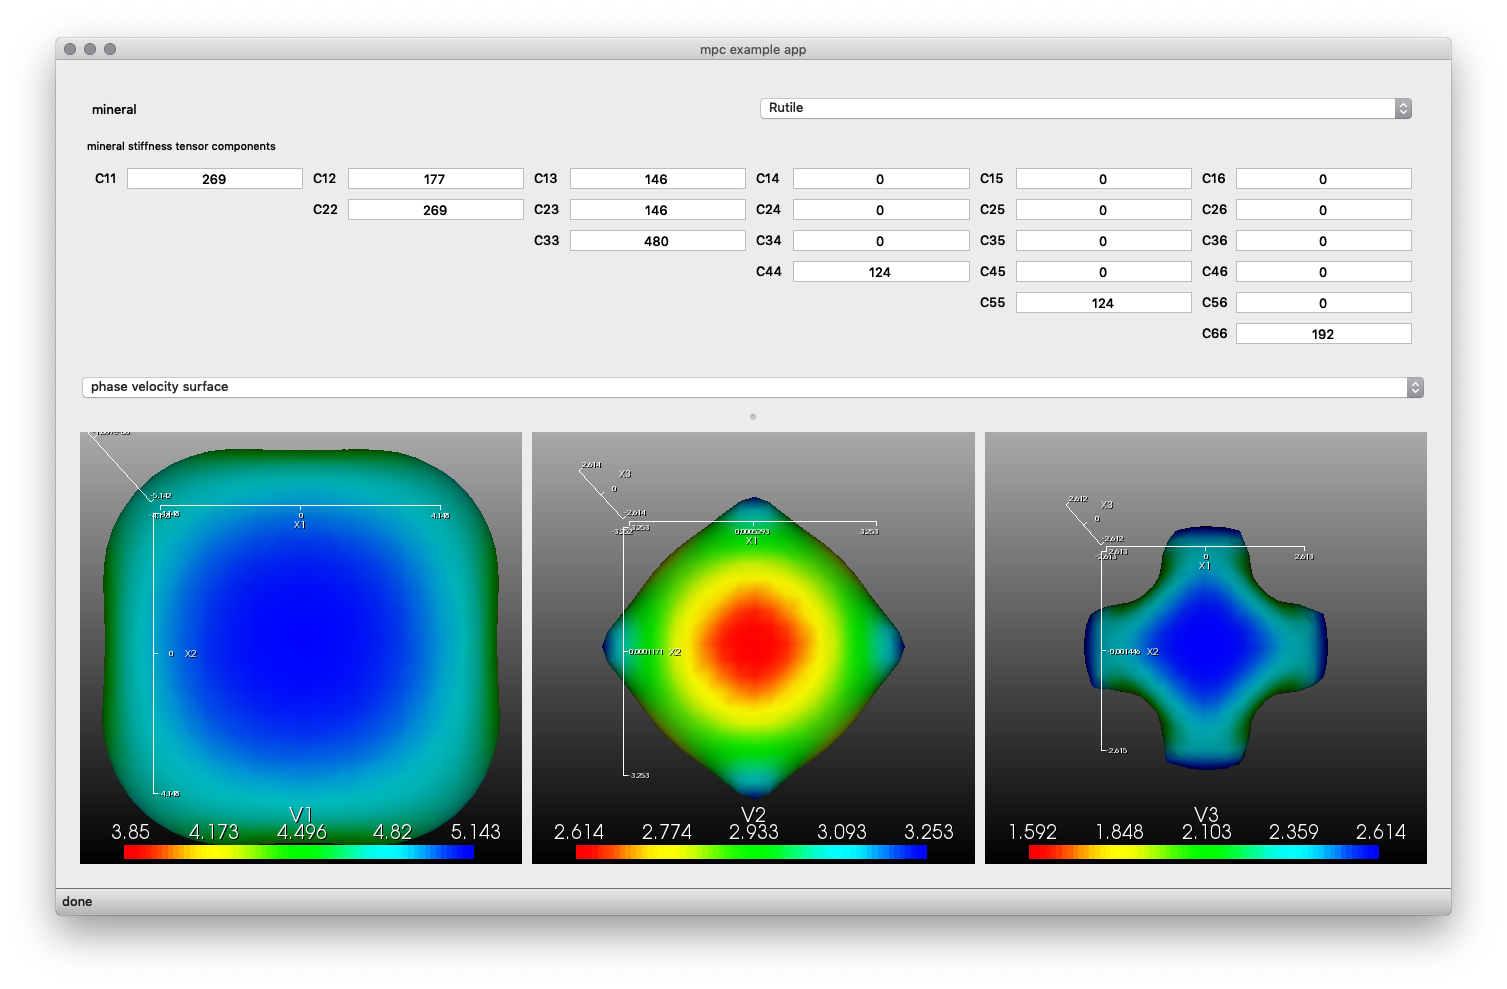 mpc example app
mineral
Rutile
mineral stiffness tensor components
C11 269 C12 177 C13 146 C14 0 C15 0 C16 0
C22 269 C23 146 C24 0 C25 0 C26 0
C33 480 C34 0 C35 0 C36 0
C44 124 C45 0 C46 0
C55 124 C56 0
C66 192
phase velocity surface
-5.142
0 4.148
X1
0 X2
-4.148
V1
3.85 4.173 4.496 4.82 5.143
2.614
X3
0
-2.614
-3.253
0.0005293 3.253
X1
-0.0001171 X2
-3.253
V2
2.614 2.774 2.933 3.093 3.253
2.612
X3
0
-2.612
-2.613
0 2.613
X1
-0.001446 X2
-2.615
V3
1.592 1.848 2.103 2.359 2.614
done